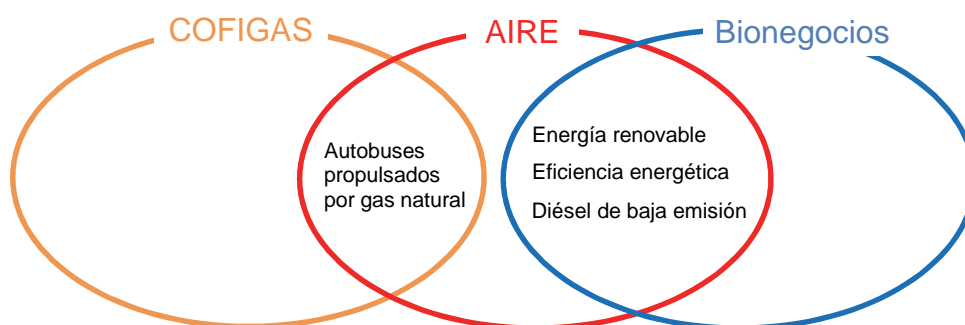 COFIGAS
AIRE
Bionegocios
Autobuses
propulsados
por gas natural
Energía renovable
Eficiencia energética
Diésel de baja emisión